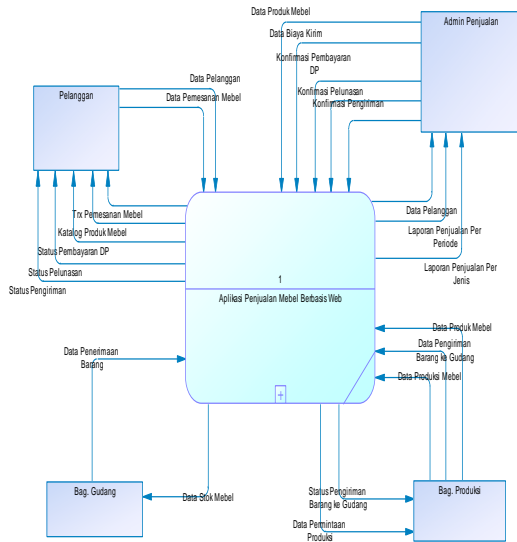 Data Produk Mebel
Admin Penjualan
Data Biaya Kirim
Konfirmasi Pembayaran
DP
Konfirmasi Pelunasan
Konfirmasi Pengiriman
Data Pelanggan
Pelanggan
Data Pemesanan Mebel
Trx Pemesanan Mebel
Katalog Produk Mebel
Status Pembayaran DP
Status Pelunasan
Status Pengiriman
Data Pelanggan
Laporan Penjualan Per
Periode
Laporan Penjualan Per
Jenis
1
Aplikasi Penjualan Mebel Berbasis Web
Data Produk Mebel
Data Pengiriman
Barang ke Gudang
Data Produksi Mebel
Data Penerimaan
Barang
Bag. Gudang
Data Stok Mebel
Status Pengiriman
Barang ke Gudang
Data Permintaan
Produksi
Bag. Produksi